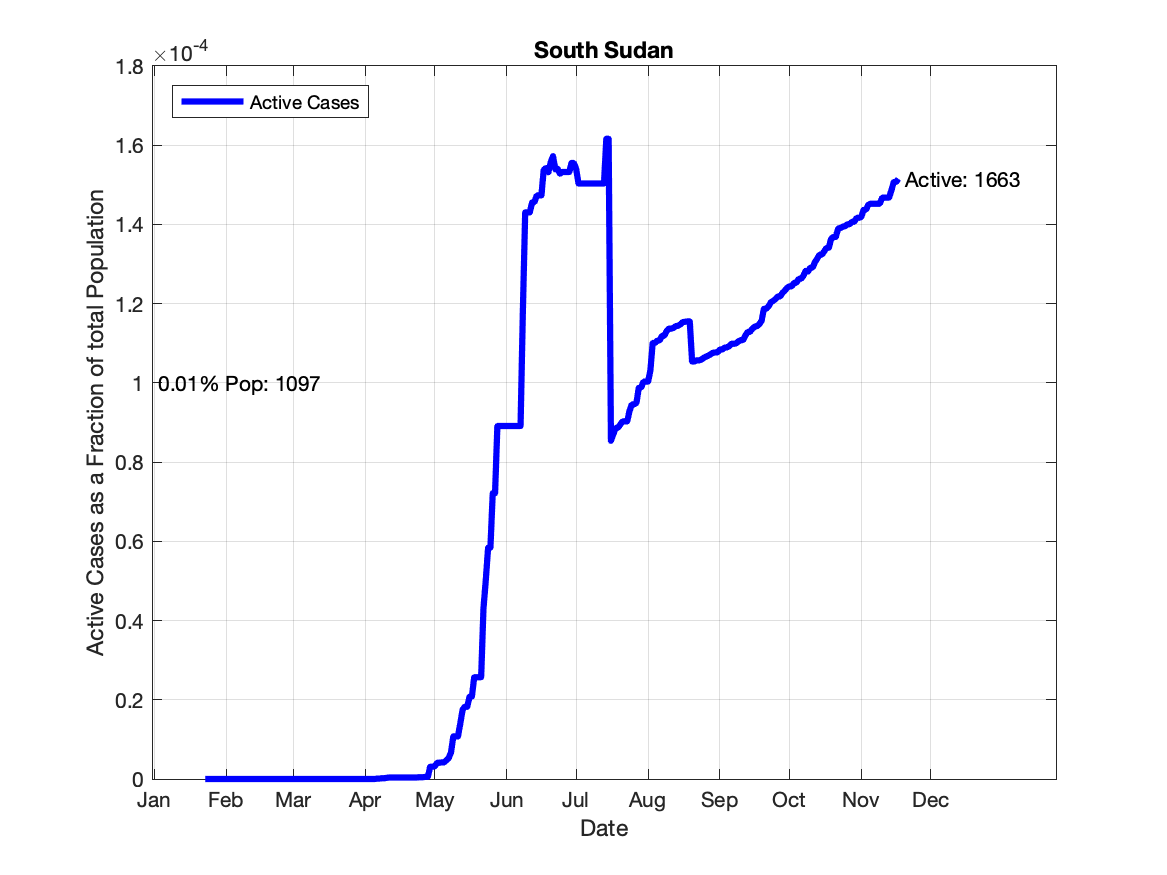 South Sudan
×10-4
1.8
1.6
1.4
1.2
1
0.8
0.6
0.4
0.2
0
Active Cases as a Fraction of total Population
Active Cases
Active: 1663
0.01% Pop: 1097
Jan Feb Mar Apr May Jun Jul Aug Sep Oct Nov Dec
Date